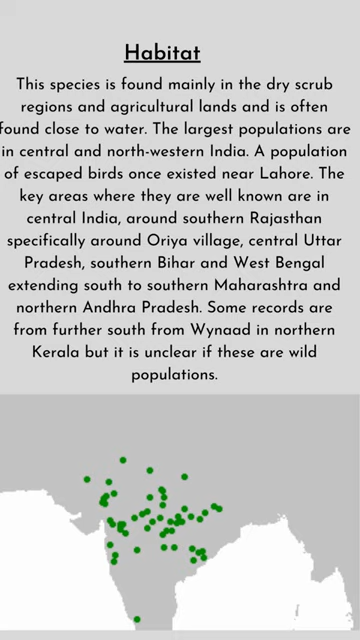 Habitat
This species is found mainly in the dry scrub
regions and agricultural lands and is often
found close to water. The largest populations are
in central and north-western India. A population
of escaped birds once existed near Lahore. The
key areas where they are well known are in
central India, around southern Rajasthan
specifically around Oriya village, central Uttar
Pradesh, southern Bihar and West Bengal
extending south to southern Maharashtra and
northern Andhra Pradesh. Some records are
from further south from Wynaad in northern
Kerala but it is unclear if these are wild
populations.